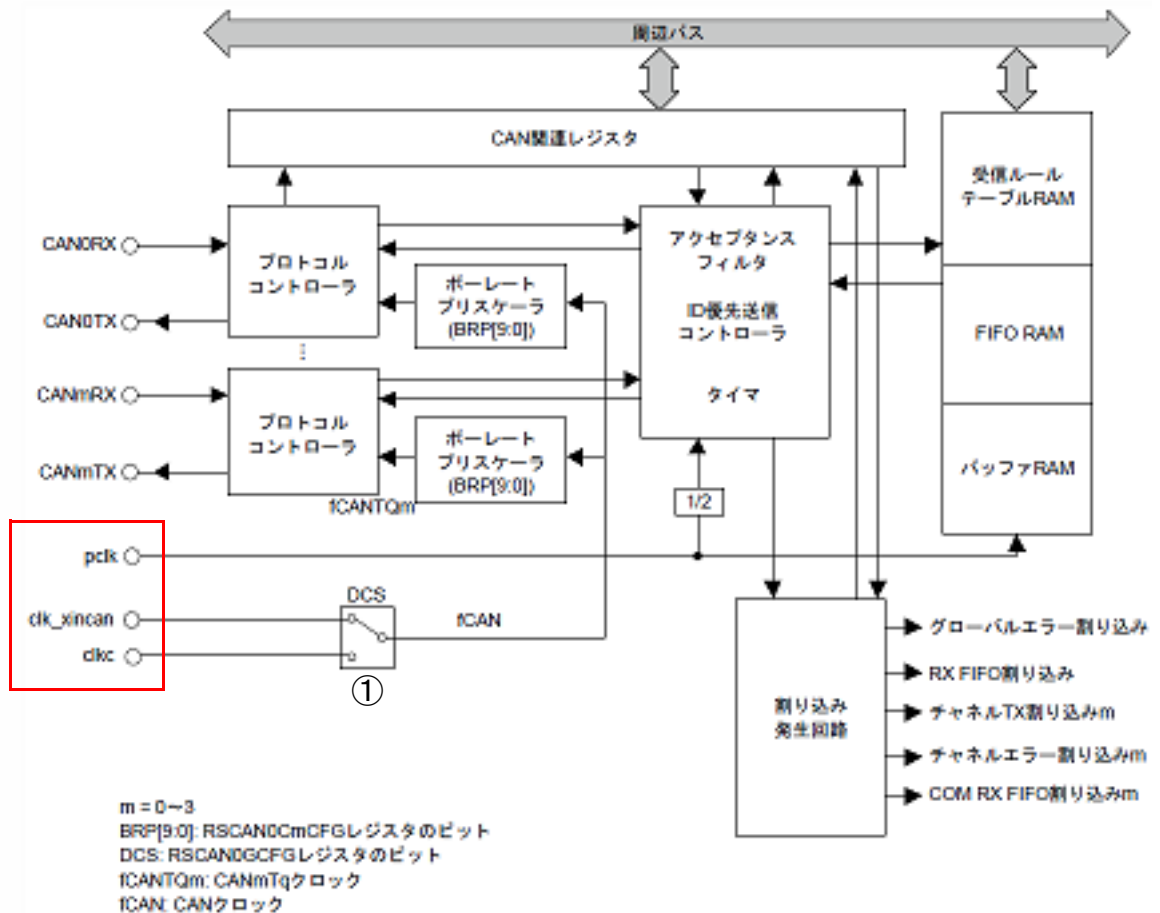 周辺バス
CAN関連レジスタ
受信ルール
テーブルRAM
FIFO RAM
バッファRAM
CAN0RX
CAN0TX
プロトコル
コントローラ
ボーレート
プリスケーラ
(BRP[9:0])
アクセプタンス
フィルタ
ID優先送信
コントローラ
タイマ
⋮
CANmRX
CANmTX
プロトコル
コントローラ
ボーレート
プリスケーラ
(BRP[9:0])
fCANTQm
1/2
pclk
clk_xincan
clkc
DCS
fCAN
①
割り込み
発生回路
グローバルエラー割り込み
RX FIFO割り込み
チャネルTX割り込みm
チャネルエラー割り込みm
COM RX FIFO割り込みm
m = 0～3
BRP[9:0]: RSCAN0CmCFGレジスタのビット
DCS: RSCAN0GCFGレジスタのビット
fCANTQm: CANmTqクロック
fCAN: CANクロック